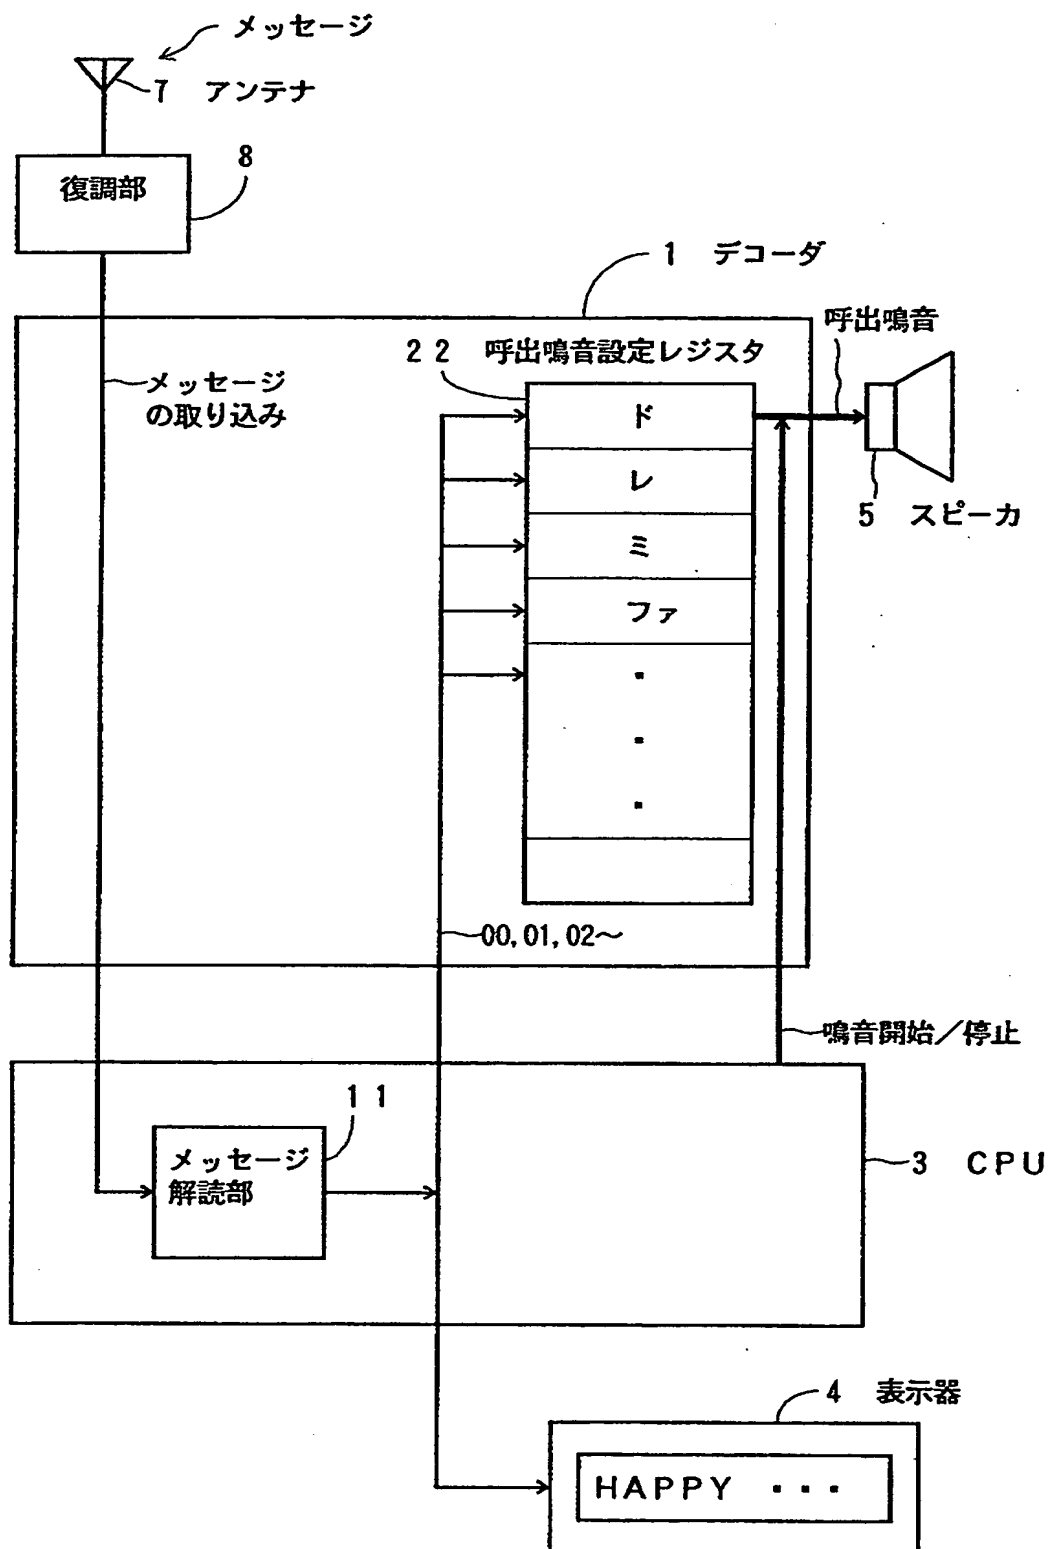 メッセージ
7 アンテナ
8
復調部
1 デコーダ
呼出鳴音
22 呼出鳴音設定レジスタ
メッセージ
の取り込み
ド
レ
ミ
ファ
・
・
・
5 スピーカ
00,01,02～
鳴音開始／停止
11
メッセージ
解読部
3 CPU
4 表示器
HAPPY ・・・